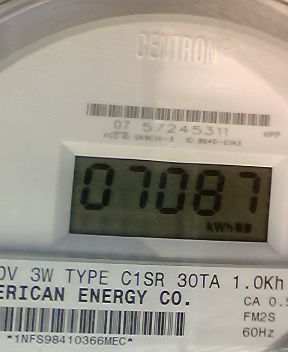 CENTRON®
07 57245311
07087
kWh
0V 3W TYPE C1SR 30TA 1.0Kh
ERICAN ENERGY CO.
CA 0.5
FM2S
60Hz
*1NFS98410366MEC*